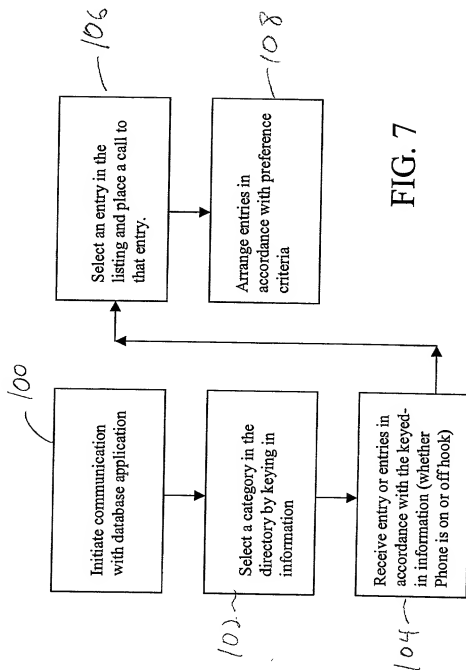 100
Initiate communication
with database application
102
Select a category in the
directory by keying in
information
104
Receive entry or entries in
accordance with the keyed-
in information (whether
Phone is on or off hook)
106
Select an entry in the
listing and place a call to
that entry.
108
Arrange entries in
accordance with preference
criteria
FIG. 7